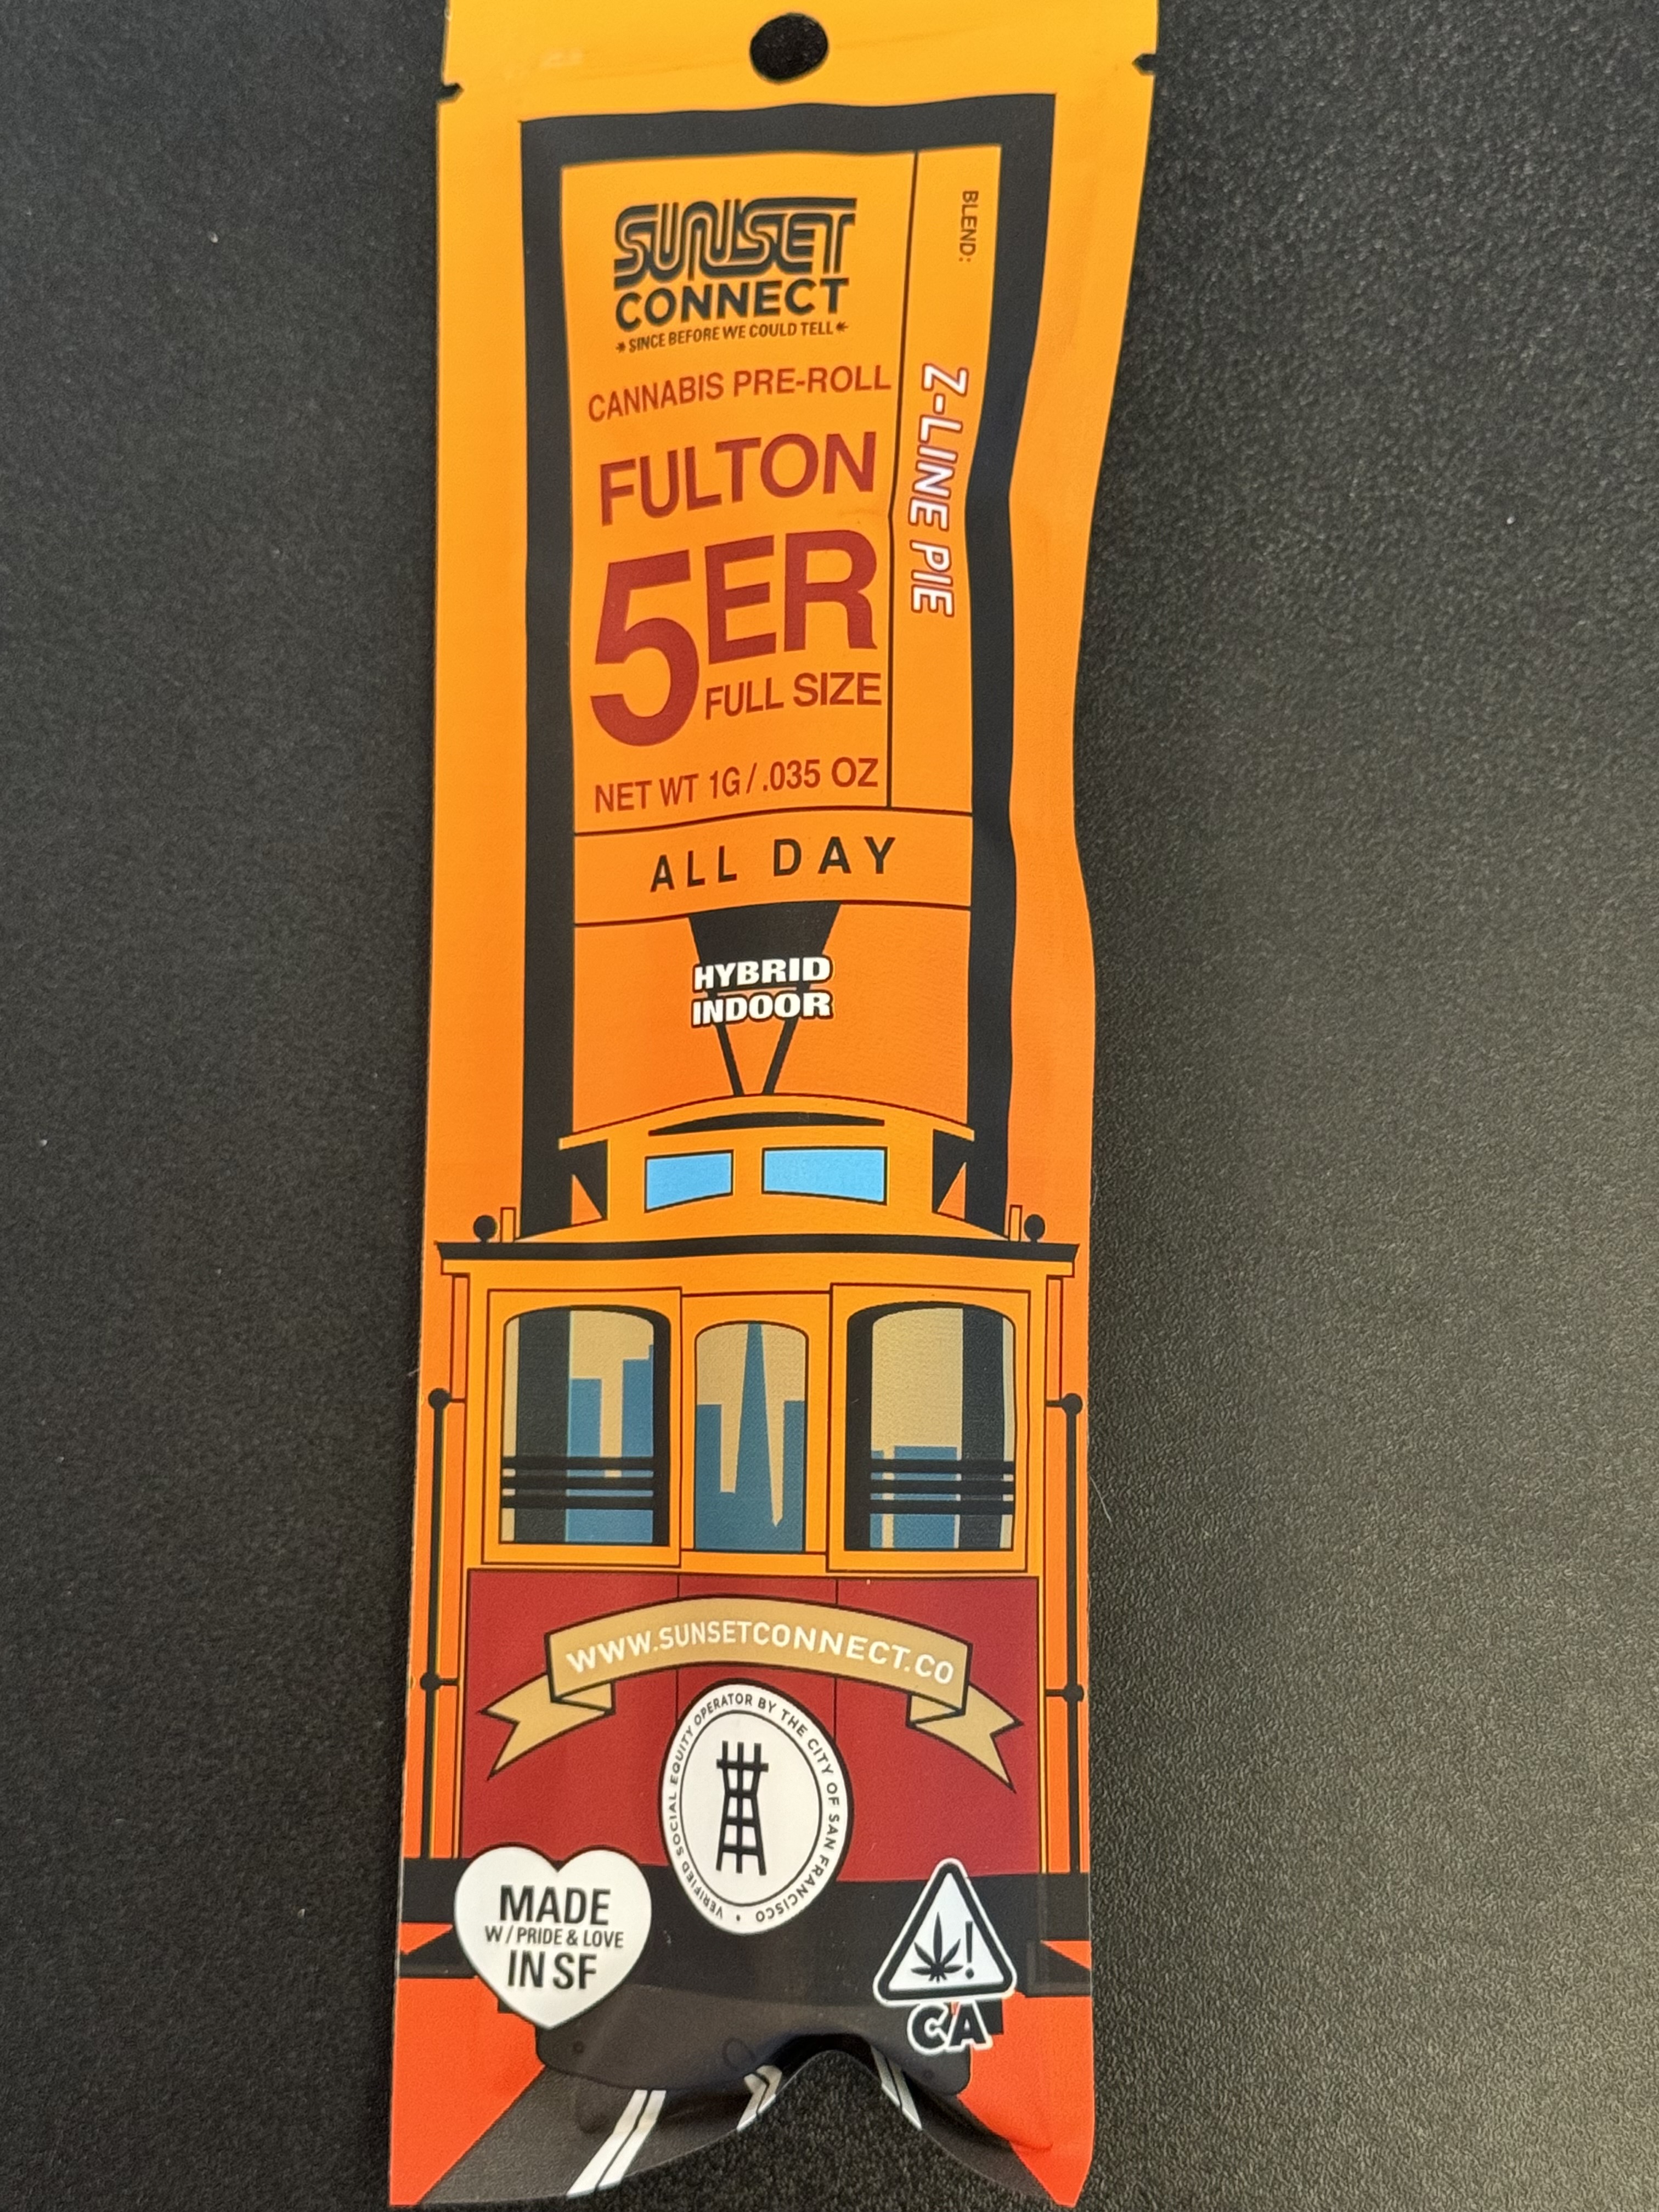 SUNSET
CONNECT
* SINCE BEFORE WE COULD TELL *
CANNABIS PRE-ROLL
FULTON
5ER
FULL SIZE
NET WT 1G/.035 OZ
BLEND:
Z-LINE PIE
ALL DAY
HYBRID
INDOOR
WWW.SUNSETCONNECT.CO
VERIFIED SOCIAL EQUITY OPERATOR BY THE CITY OF SAN FRANCISCO •
MADE
W/PRIDE & LOVE
IN SF
!
CA